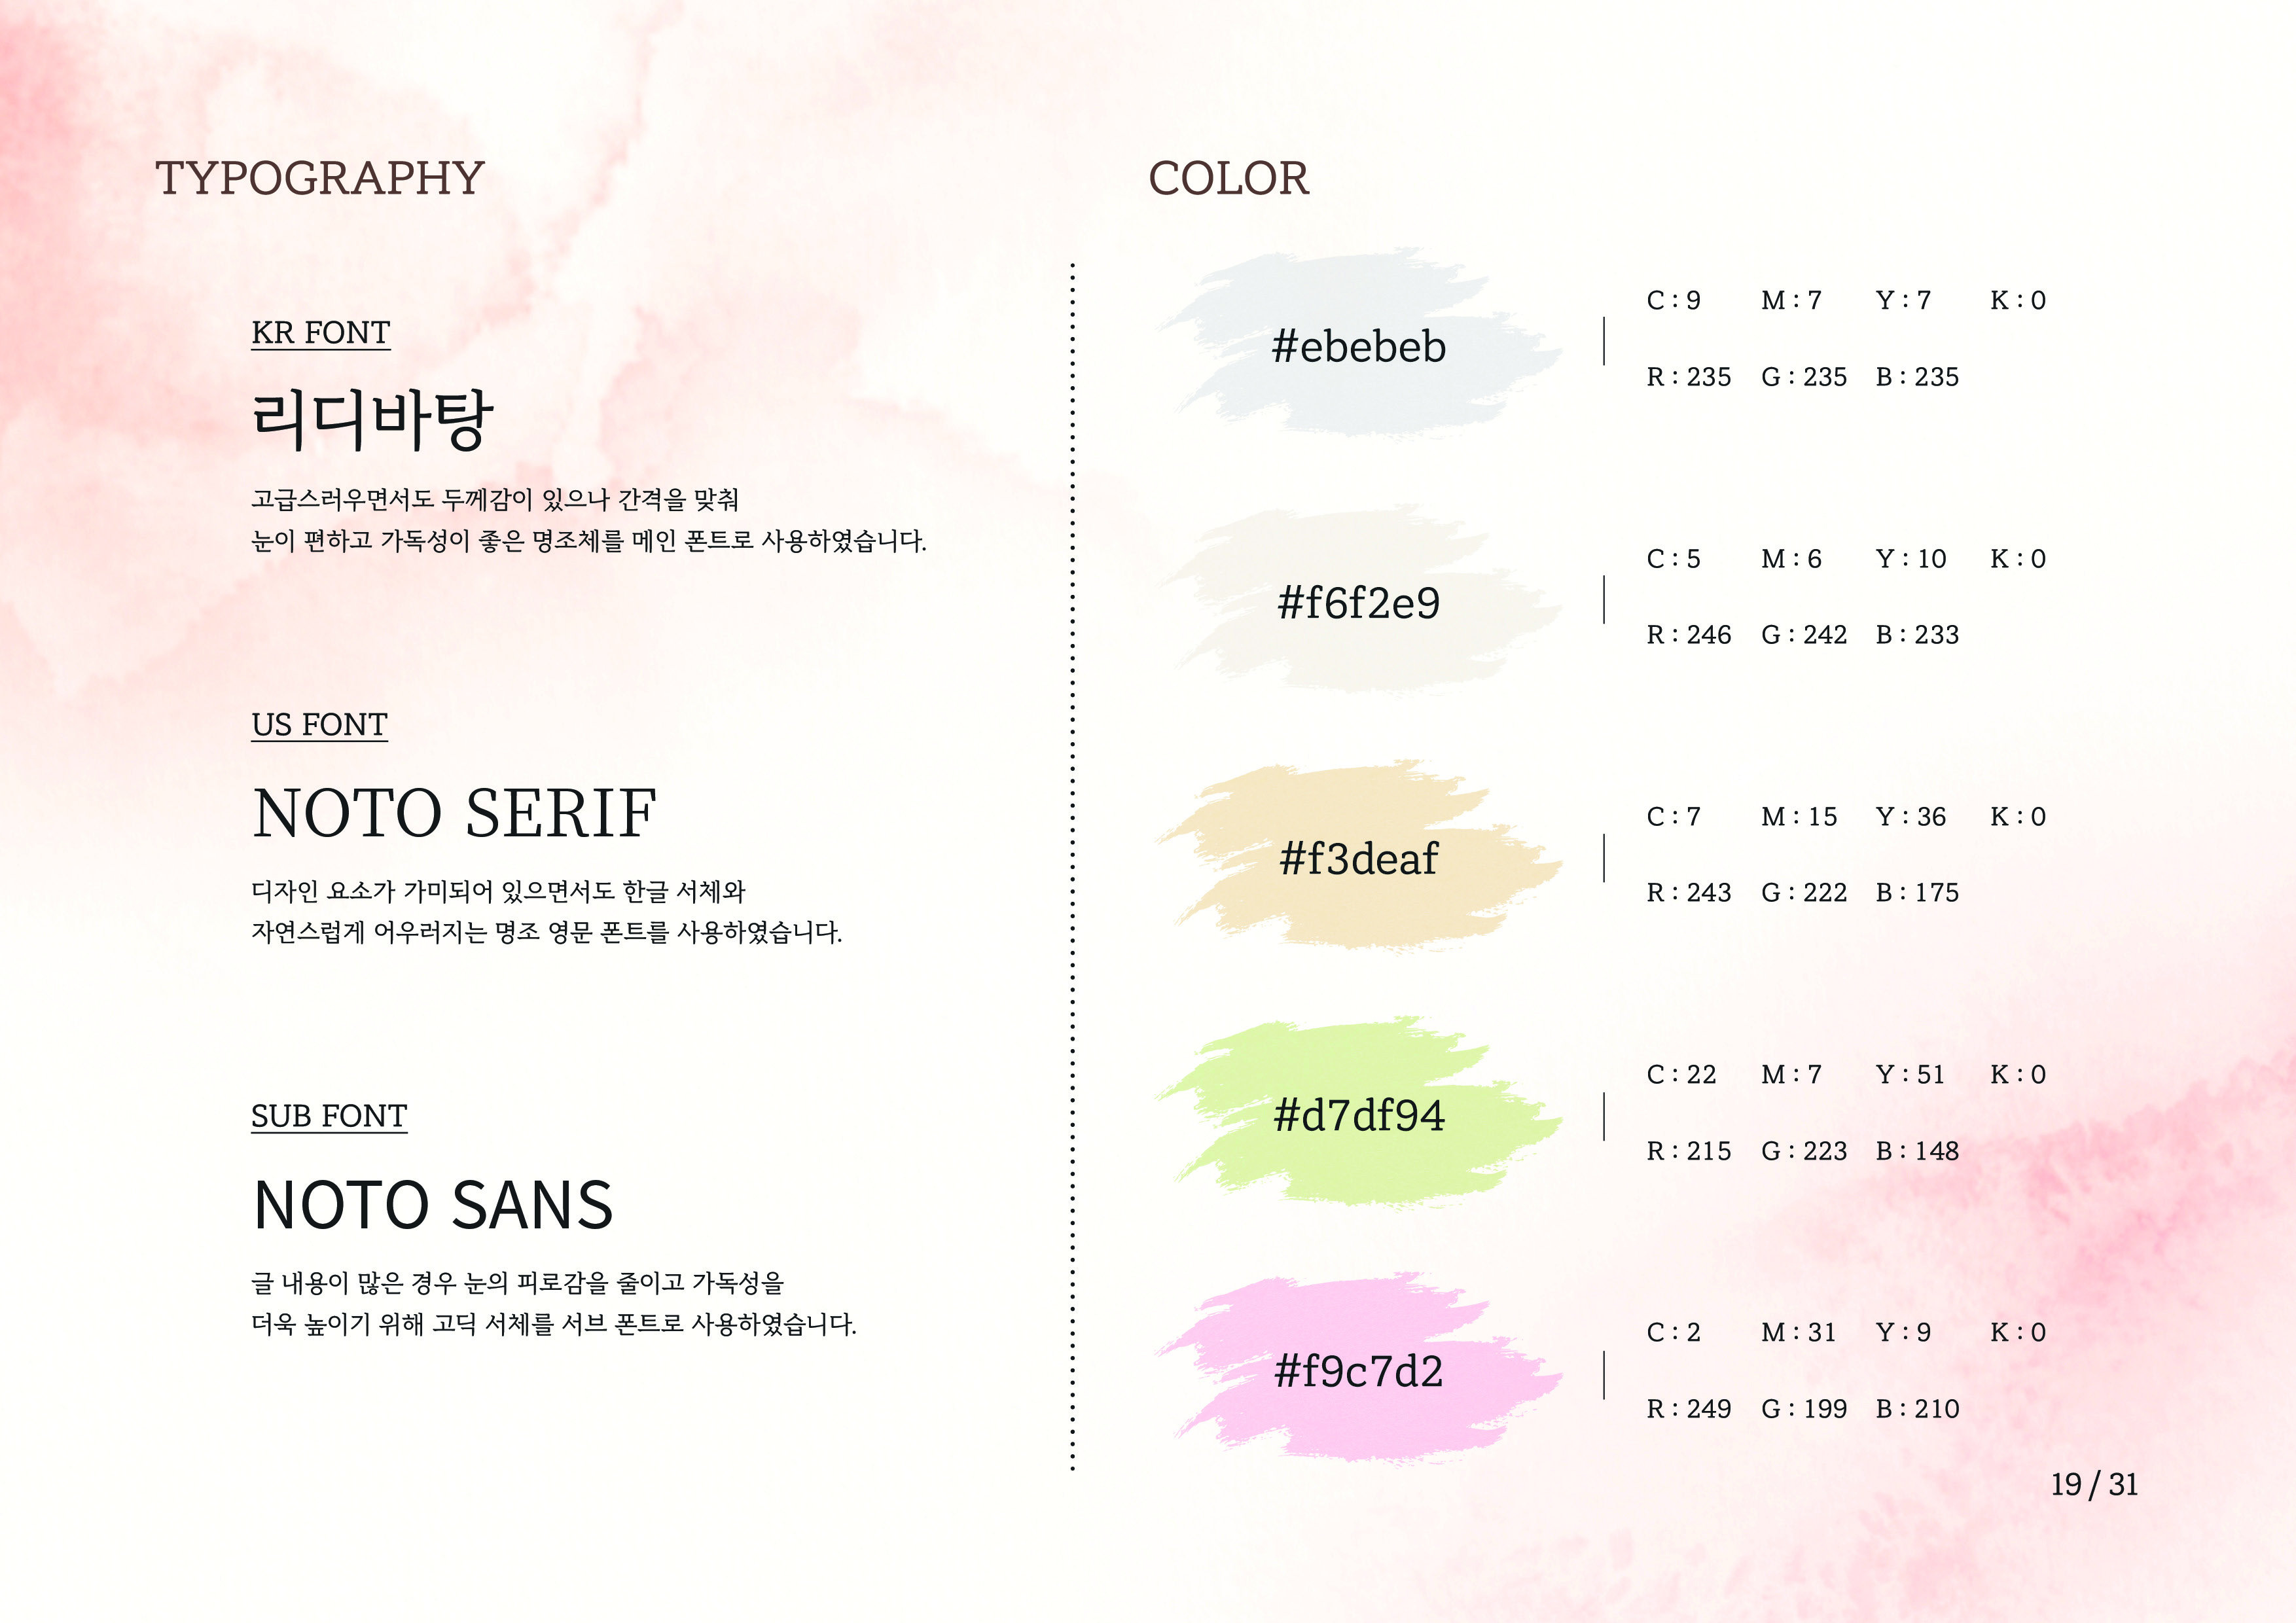 TYPOGRAPHY
KR FONT
리디바탕
고급스러우면서도 두께감이 있으나 간격을 맞춰
눈이 편하고 가독성이 좋은 명조체를 메인 폰트로 사용하였습니다.
US FONT
NOTO SERIF
디자인 요소가 가미되어 있으면서도 한글 서체와
자연스럽게 어우러지는 명조 영문 폰트를 사용하였습니다.
SUB FONT
NOTO SANS
글 내용이 많은 경우 눈의 피로감을 줄이고 가독성을
더욱 높이기 위해 고딕 서체를 서브 폰트로 사용하였습니다.
COLOR
#ebebeb
C : 9 M : 7 Y : 7 K : 0
R : 235 G : 235 B : 235
#f6f2e9
C : 5 M : 6 Y : 10 K : 0
R : 246 G : 242 B : 233
#f3deaf
C : 7 M : 15 Y : 36 K : 0
R : 243 G : 222 B : 175
#d7df94
C : 22 M : 7 Y : 51 K : 0
R : 215 G : 223 B : 148
#f9c7d2
C : 2 M : 31 Y : 9 K : 0
R : 249 G : 199 B : 210
19 / 31